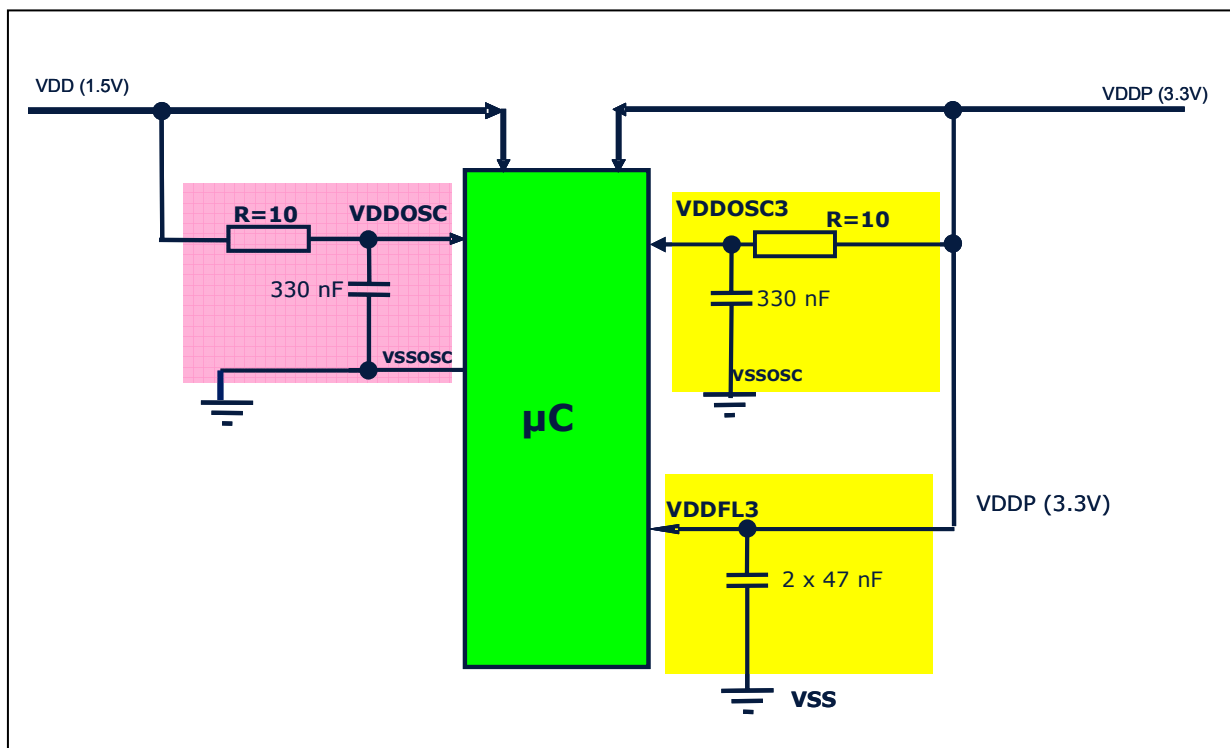 VDD (1.5V)
VDDP (3.3V)
R=10
VDDOSC
VDDOSC3
R=10
330 nF
330 nF
VSSOSC
VSSOSC
µC
VDDFL3
VDDP (3.3V)
2 x 47 nF
VSS